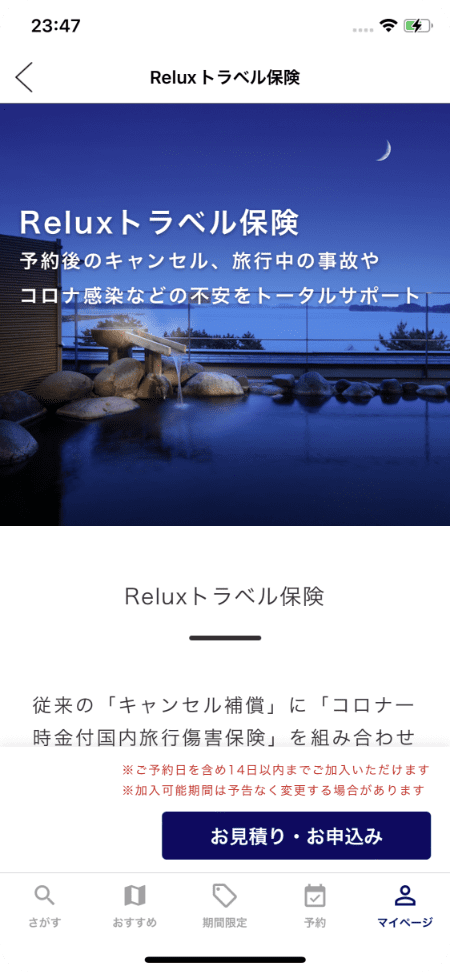 23:47
Reluxトラベル保険
Reluxトラベル保険
予約後のキャンセル、旅行中の事故や
コロナ感染などの不安をトータルサポート
Reluxトラベル保険
従来の「キャンセル補償」に「コロナ一
時金付国内旅行傷害保険」を組み合わせ
※ご予約日を含め14日以内までご加入いただけます
※加入可能期間は予告なく変更する場合があります
お見積り・お申込み
さがす
おすすめ
期間限定
予約
マイページ